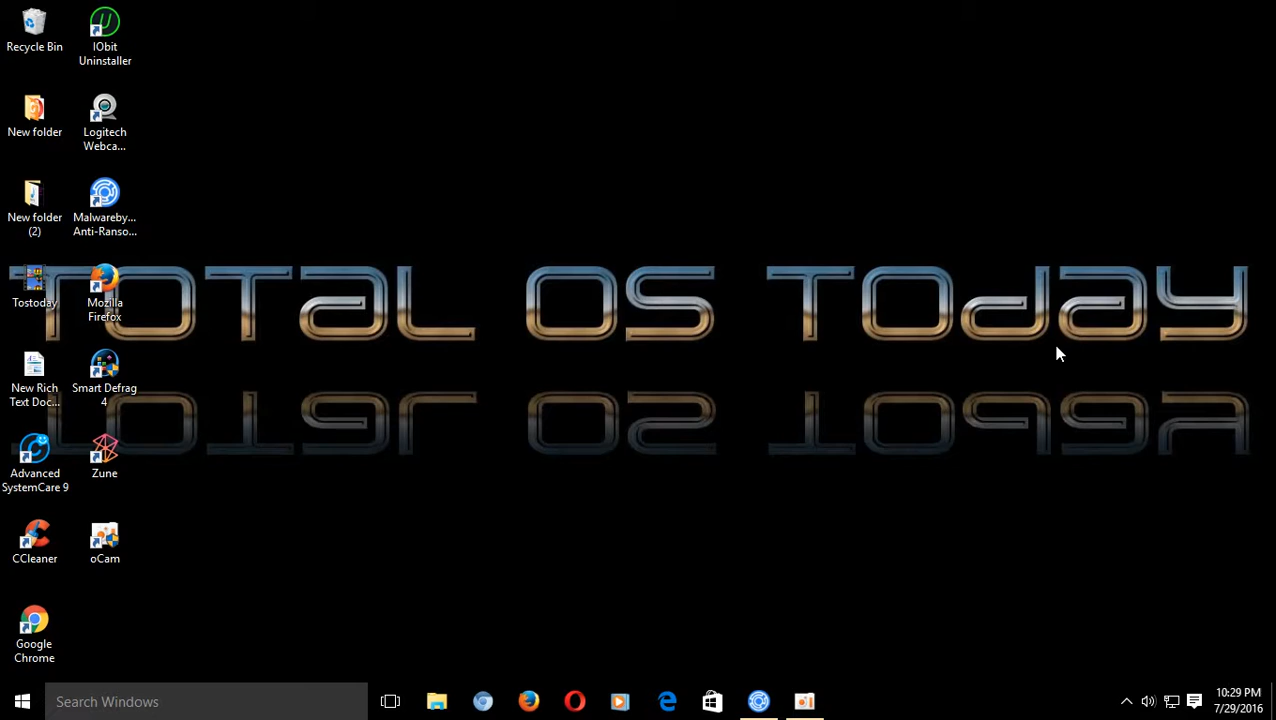 Recycle Bin
IObit
Uninstaller
New folder
Logitech
Webca...
New folder
(2)
Malwareby...
Anti-Ranso...
Tostoday
Mozilla
Firefox
TOTAL OS TODAY
New Rich
Text Doc...
Smart Defrag
4
Advanced
SystemCare 9
Zune
CCleaner
oCam
Google
Chrome
Search Windows
10:29 PM
7/29/2016